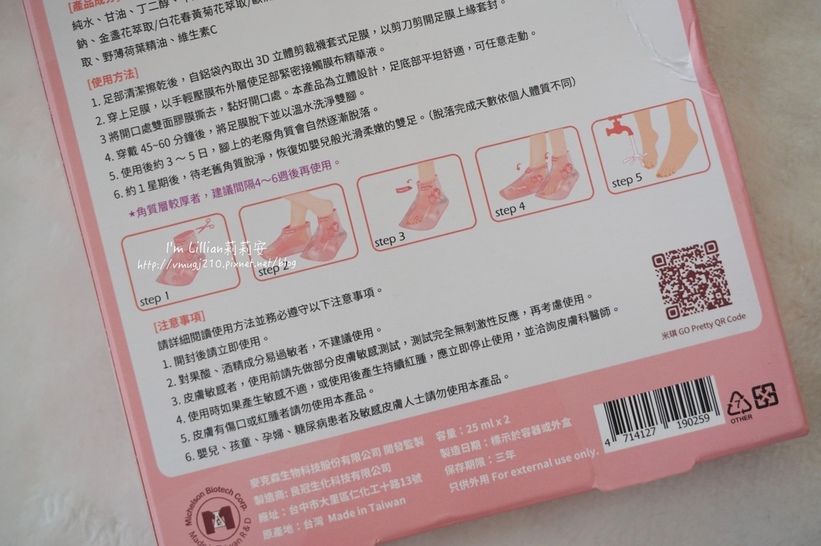 [產品成分]
純水、甘油、丁二醇、
鈉、金盞花萃取/白花春黃菊花萃取/
取、野薄荷葉精油、維生素C
[使用方法]
1. 足部清潔擦乾後，自鋁袋內取出 3D 立體剪裁襪套式足膜，以剪刀剪開足膜上緣封套。
2. 穿上足膜，以手輕壓膜布外層使足部緊密接觸膜布精華液。
3 將開口處雙面膠膜撕去，黏好開口處。本產品為立體設計，足底部平坦舒適，可任意走動。
4. 穿戴 45~60 分鐘後，將足膜脫下並以溫水洗淨雙腳。
5. 使用後約 3 ~ 5 日，腳上的老廢角質會自然逐漸脫落。
6. 約 1 星期後，待老舊角質脫淨，恢復如嬰兒般光滑柔嫩的雙足。（脫落完成天數依個人體質不同）
★角質層較厚者，建議間隔4～6週後再使用。
step 1
step 2
step 3
step 4
step 5
I'm Lillian莉莉安
http://vmugj210.pixnet.net/blog
米琪 GO Pretty QR Code
[注意事項]
請詳細閱讀使用方法並務必遵守以下注意事項。
1. 開封後請立即使用。
2. 對果酸、酒精成分易過敏者，不建議使用。
3. 皮膚敏感者，使用前請先做部分皮膚敏感測試，測試完全無刺激性反應，再考慮使用。
4. 使用時如果產生敏感不適，或使用後產生持續紅腫，應立即停止使用，並洽詢皮膚科醫師。
5. 皮膚有傷口或紅腫者請勿使用本產品。
6. 嬰兒、孩童、孕婦、糖尿病患者及敏感皮膚人士請勿使用本產品。
Michelson Biotech Corp.
Made in Taiwan R & D
麥克森生物科技股份有限公司 開發監製
製造商: 良冠生化科技有限公司
廠址：台中市大里區仁化工十路13號
原產地：台灣 Made in Taiwan
容量：25 ml x 2
製造日期：標示於容器或外盒
保存期限：三年
只供外用 For external use only.
4 714127 190259
7
OTHER